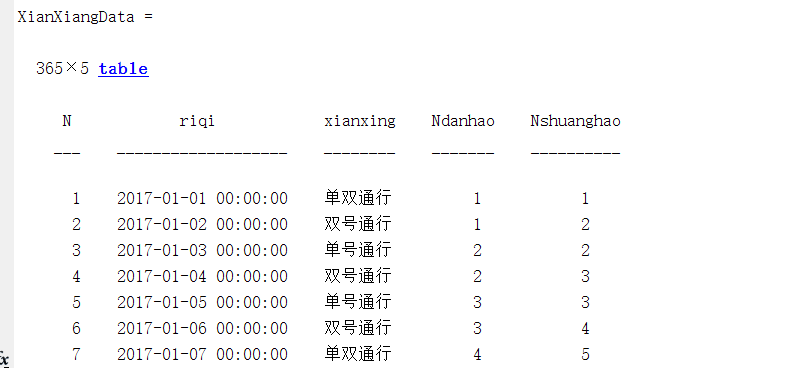 XianXiangData =
365×5 table
N riqi xianxing Ndanhao Nshuanghao
--- ------------------- -------- ------- ----------
1 2017-01-01 00:00:00 单双通行 1 1
2 2017-01-02 00:00:00 双号通行 1 2
3 2017-01-03 00:00:00 单号通行 2 2
4 2017-01-04 00:00:00 双号通行 2 3
5 2017-01-05 00:00:00 单号通行 3 3
6 2017-01-06 00:00:00 双号通行 3 4
7 2017-01-07 00:00:00 单双通行 4 5
fx